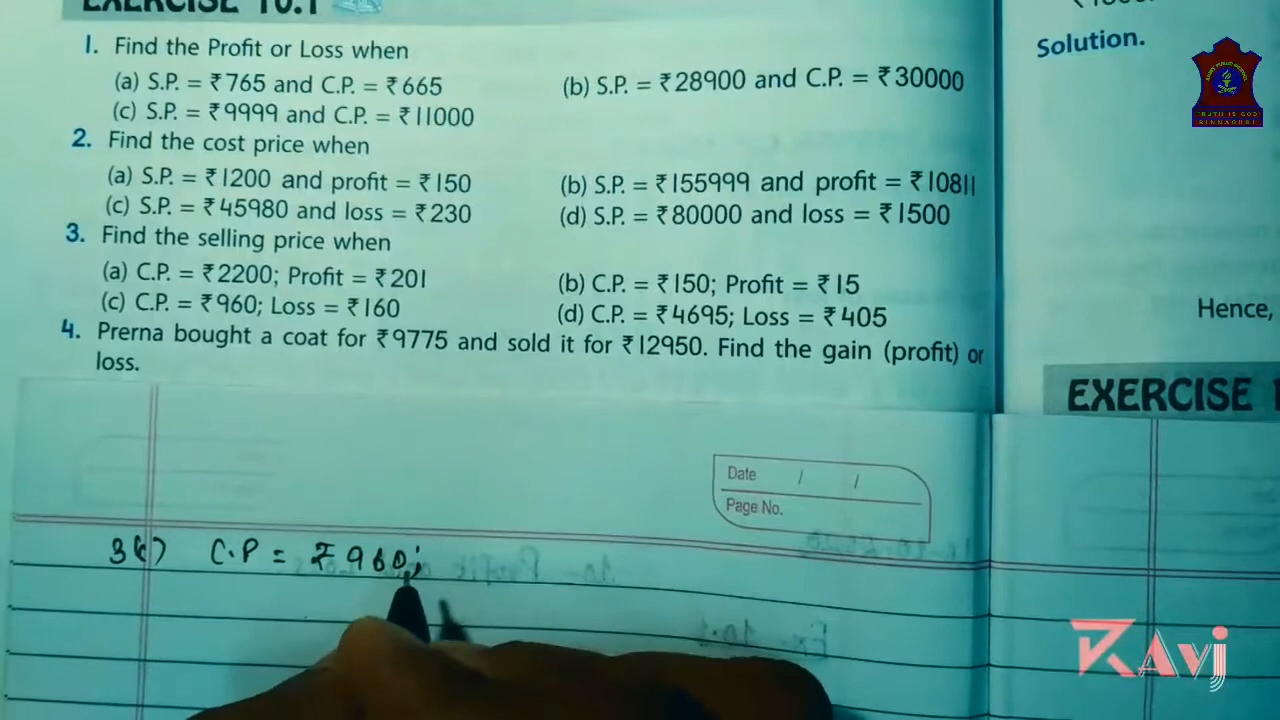 EXERCISE 10.1
1. Find the Profit or Loss when
(a) S.P. = ₹765 and C.P. = ₹665
(b) S.P. = ₹28900 and C.P. = ₹30000
(c) S.P. = ₹9999 and C.P. = ₹11000
2. Find the cost price when
(a) S.P. = ₹1200 and profit = ₹150
(b) S.P. = ₹155999 and profit = ₹10811
(c) S.P. = ₹45980 and loss = ₹230
(d) S.P. = ₹80000 and loss = ₹1500
3. Find the selling price when
(a) C.P. = ₹2200; Profit = ₹201
(b) C.P. = ₹150; Profit = ₹15
(c) C.P. = ₹960; Loss = ₹160
(d) C.P. = ₹4695; Loss = ₹405
4. Prerna bought a coat for ₹9775 and sold it for ₹12950. Find the gain (profit) or
loss.
Date / /
Page No.
3(c) C.P = ₹960;
Solution.
Hence,
EXERCISE
TRUTH IS GOD
BINNAGURI
RAVJ